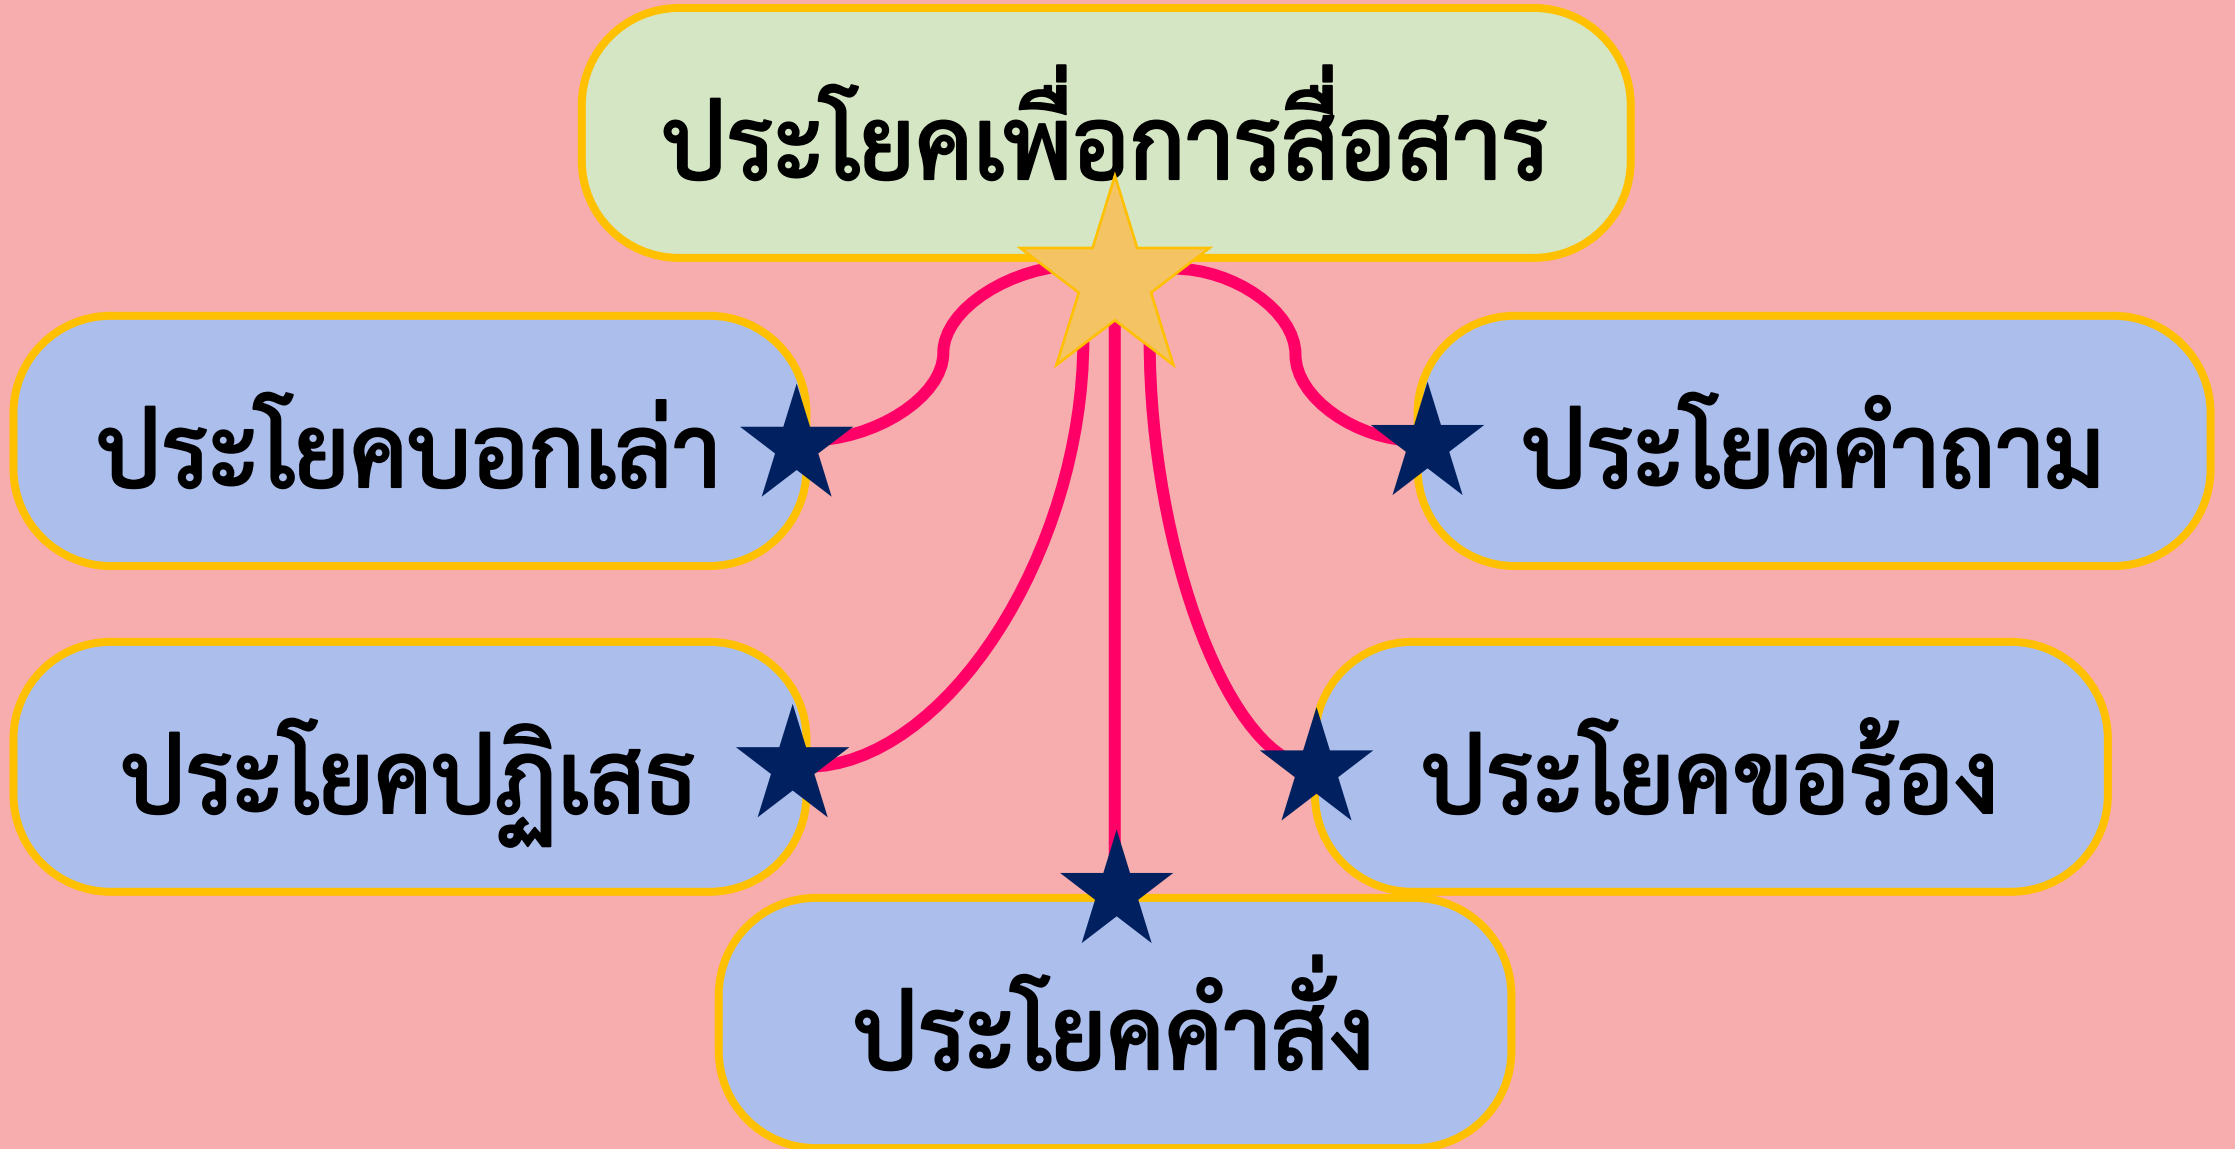 ประโยคเพื่อการสื่อสาร
ประโยคบอกเล่า
ประโยคคำถาม
ประโยคปฏิเสธ
ประโยคขอร้อง
ประโยคคำสั่ง